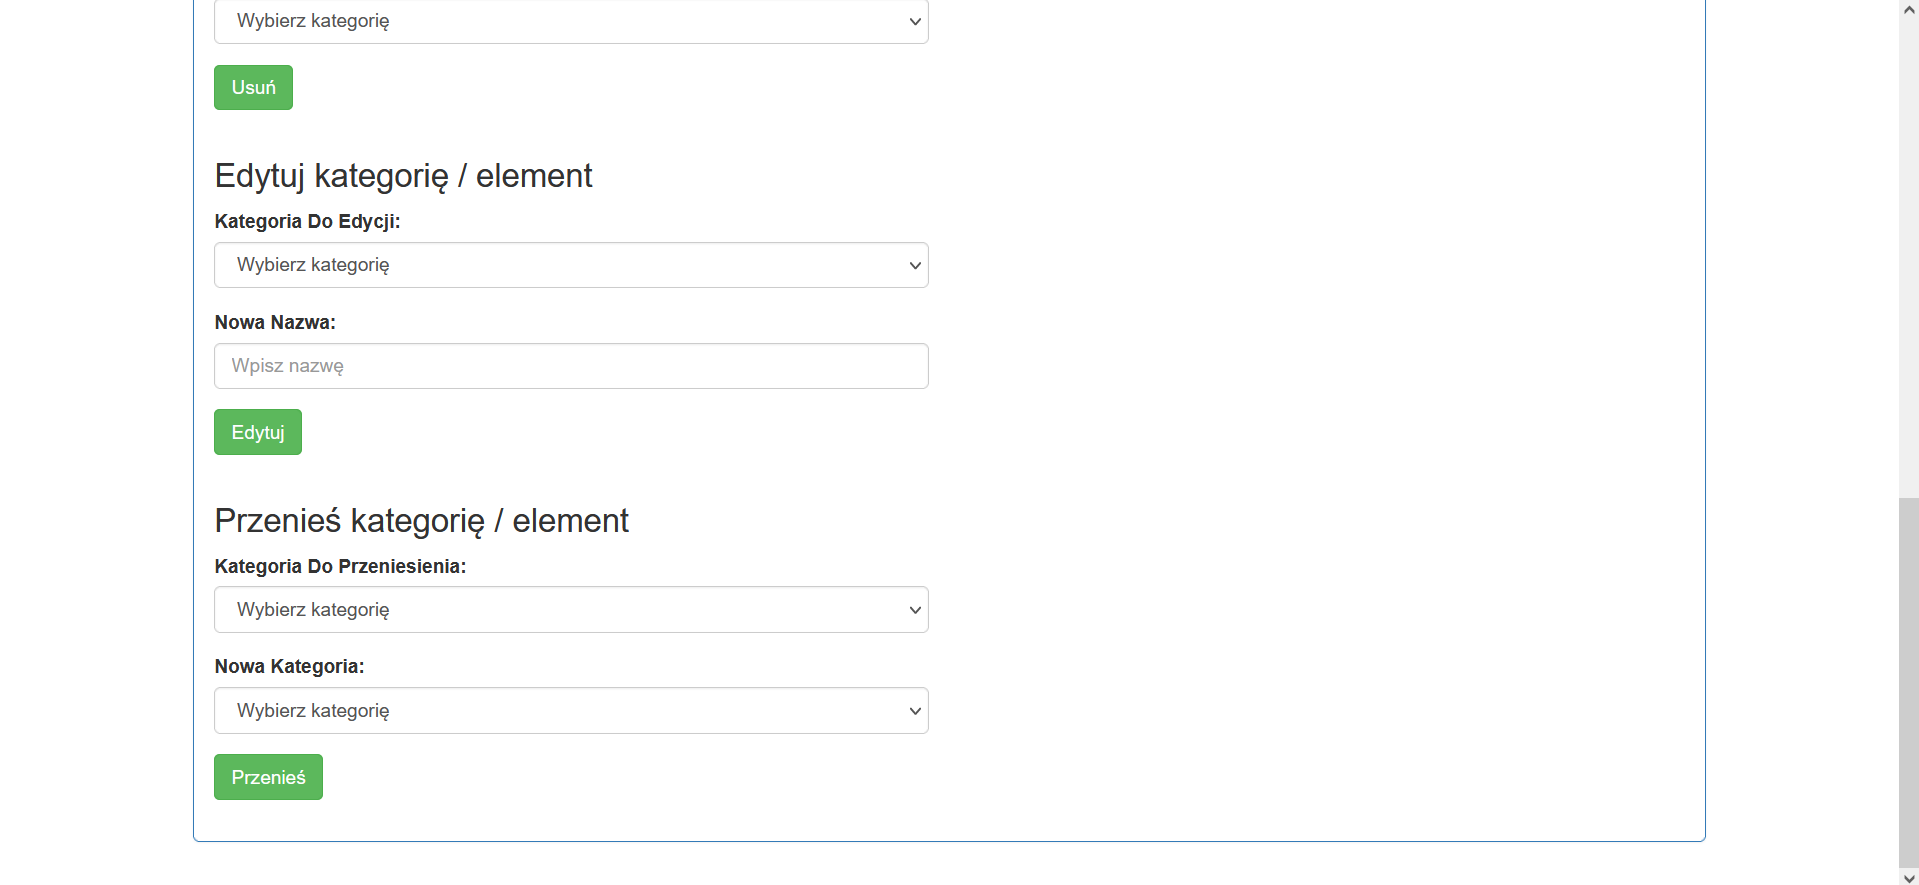 Wybierz kategorię
Usuń
Edytuj kategorię / element
Kategoria Do Edycji:
Wybierz kategorię
Nowa Nazwa:
Wpisz nazwę
Edytuj
Przenieś kategorię / element
Kategoria Do Przeniesienia:
Wybierz kategorię
Nowa Kategoria:
Wybierz kategorię
Przenieś